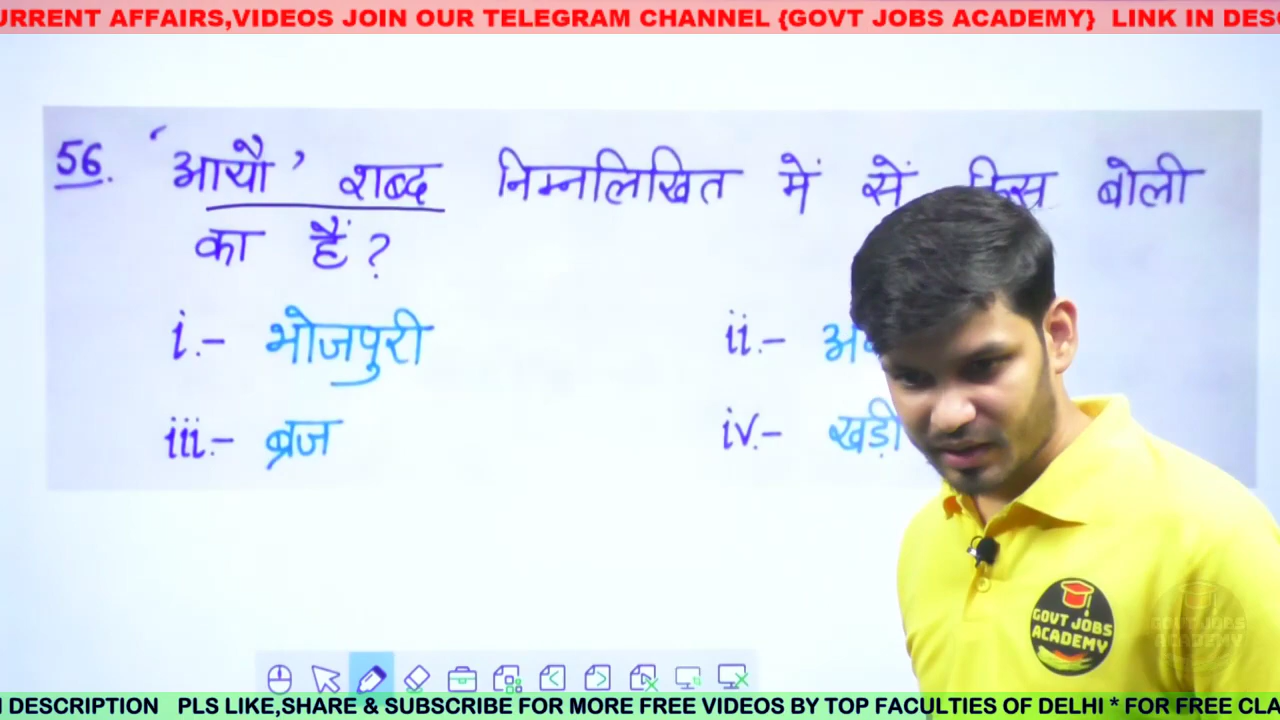 URRENT AFFAIRS,VIDEOS JOIN OUR TELEGRAM CHANNEL {GOVT JOBS ACADEMY} LINK IN
56. 'आयौ' शब्द निम्नलिखित में सें किस बोली
का हैं?
i.- भोजपुरी ii.-
iii.- ब्रज iv.- खड़ी
GOVT JOBS
ACADEMY
DESCRIPTION PLS LIKE,SHARE & SUBSCRIBE FOR MORE FREE VIDEOS BY TOP FACULTIES OF DELHI * FOR FREE